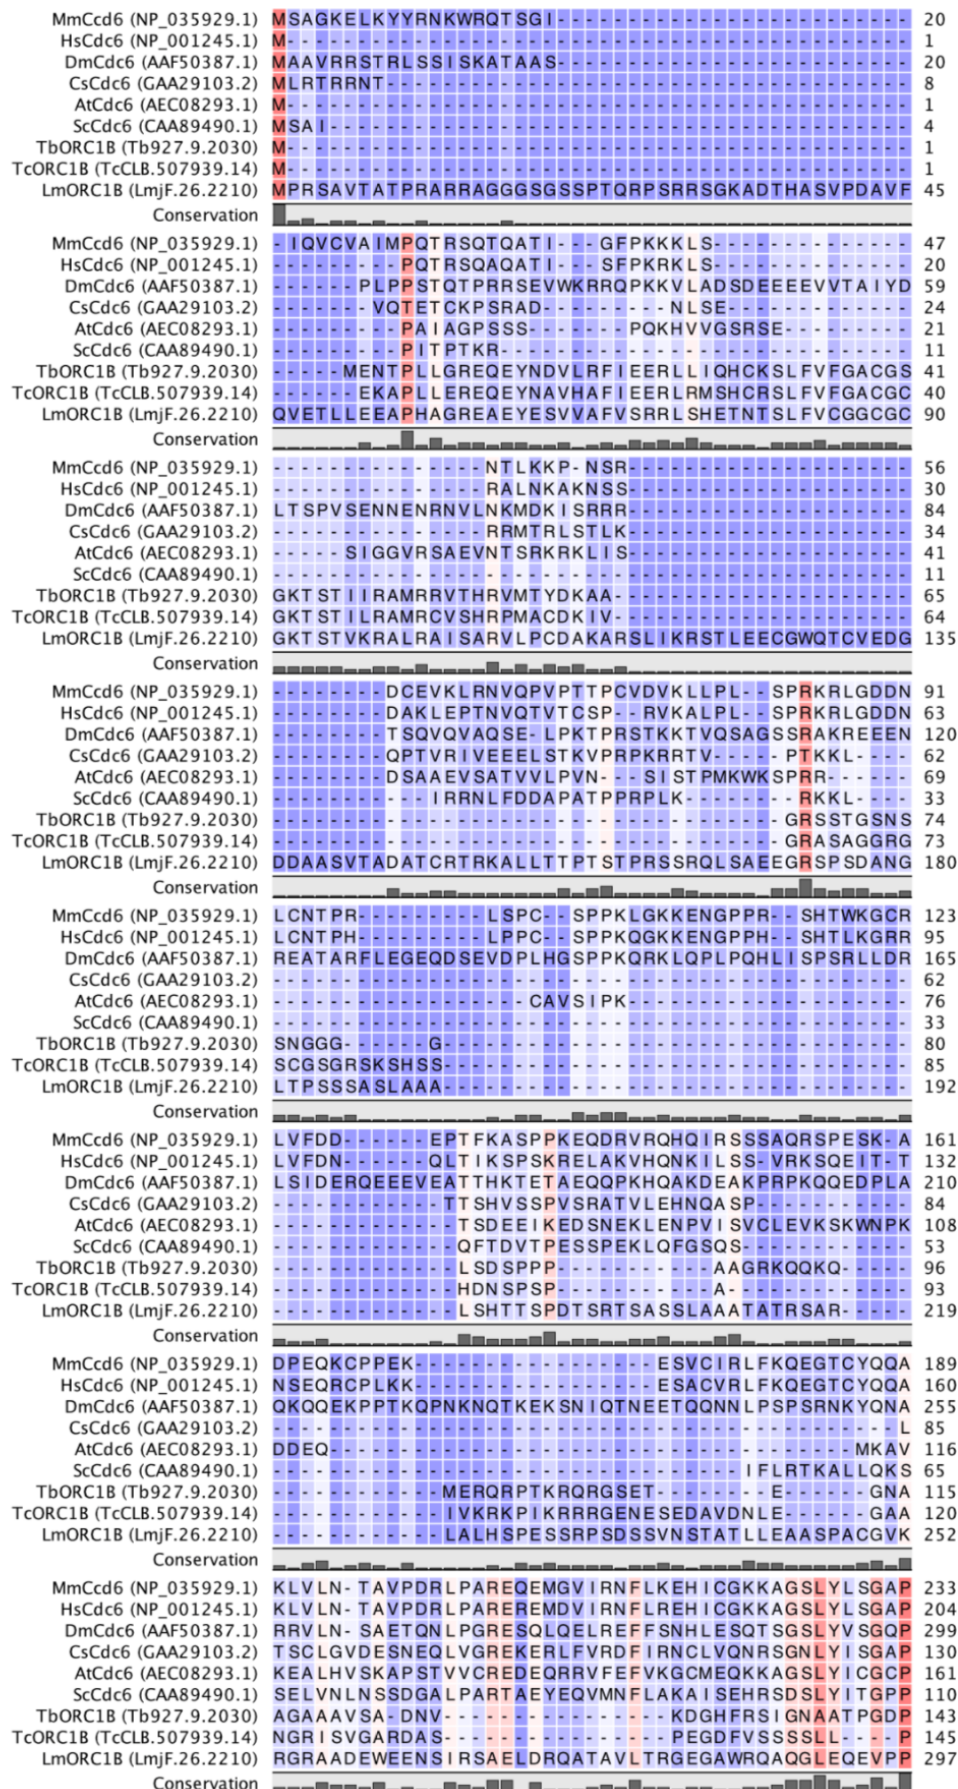 MmCcd6 (NP_035929.1) MSAGKELKYYRNKWRQTSGI------------------------- 20
HsCdc6 (NP_001245.1) M-------------------------------------------- 1
DmCdc6 (AAF50387.1) MAAVRRSTRLSSISKATAAS------------------------- 20
CsCdc6 (GAA29103.2) MLRTRRNT------------------------------------- 8
AtCdc6 (AEC08293.1) M-------------------------------------------- 1
ScCdc6 (CAA89490.1) MSAI----------------------------------------- 4
TbORC1B (Tb927.9.2030) M-------------------------------------------- 1
TcORC1B (TcCLB.507939.14) M-------------------------------------------- 1
LmORC1B (LmjF.26.2210) MPRSAVTATPRARRAGGGSGSSPTQRPSRRSGKADTHASVPDAVF 45
Conservation
MmCcd6 (NP_035929.1) -IQVCVAIMPQTRSQTQATI---GFPKKKLS-------------- 47
HsCdc6 (NP_001245.1) ---------PQTRSQAQATI---SFPKRKLS-------------- 20
DmCdc6 (AAF50387.1) ------PLPPSTQTPRRSEVWKRRQPKKVLADSDEEEEVVTAIYD 59
CsCdc6 (GAA29103.2) -------VQTETCKPSRAD---------NLSE------------- 24
AtCdc6 (AEC08293.1) ---------PAIAGPSSS-------PQKHVVGSRSE--------- 21
ScCdc6 (CAA89490.1) ---------PITPTKR----------------------------- 11
TbORC1B (Tb927.9.2030) -----MENTPLLGREQEYNDVLRFIEERLLIQHCKSLFVFGACGS 41
TcORC1B (TcCLB.507939.14) ------EKAPLLEREQEYNAVHAFIEERLRMSHCRSLFVFGACGC 40
LmORC1B (LmjF.26.2210) QVETLLEEAPHAGREAEYESVVAFVSRRLSHETNTSLFVCGGCGC 90
Conservation
MmCcd6 (NP_035929.1) ---------------NTLKKP-NSR-------------------- 56
HsCdc6 (NP_001245.1) ---------------RALNKAKNSS-------------------- 30
DmCdc6 (AAF50387.1) LTSPVSENNENRNVLNKMDKISRRR-------------------- 84
CsCdc6 (GAA29103.2) ---------------RRMTRLSTLK-------------------- 34
AtCdc6 (AEC08293.1) -----SIGGVRSAEVNTSRKRKLIS-------------------- 41
ScCdc6 (CAA89490.1) --------------------------------------------- 11
TbORC1B (Tb927.9.2030) GKTSTIIRAMRRVTHRVMTYDKAA--------------------- 65
TcORC1B (TcCLB.507939.14) GKTSTILRAMRCVSHRPMACDKIV--------------------- 64
LmORC1B (LmjF.26.2210) GKTSTVKRALRAISARVLPCDAKARSLIKRSTLEECGWQTCVEDG 135
Conservation
MmCcd6 (NP_035929.1) --------DCEVKLRNVQPVPTTPCVDVKLLPL--SPRKRLGDDN 91
HsCdc6 (NP_001245.1) --------DAKLEPTNVQTVTCSP--RVKALPL--SPRKRLGDDN 63
DmCdc6 (AAF50387.1) --------TSQVQVAQSE-LPKTPRSTKKTVQSAGSSRAKREEEN 120
CsCdc6 (GAA29103.2) --------QPTVRIVEEELSTKVPRPKRRTV-----PTKKL---- 62
AtCdc6 (AEC08293.1) --------DSAAEVSATVVLPVN---SISTPMKWKSPRR------ 69
ScCdc6 (CAA89490.1) -----------IRRNLFDDAPATPPRPLK--------RKKL---- 33
TbORC1B (Tb927.9.2030) ------------------------------------GRSSTGSNS 74
TcORC1B (TcCLB.507939.14) ------------------------------------GRASAGGRG 73
LmORC1B (LmjF.26.2210) DDAASVTADATCRTRKALLTTPTSTPRSSRQLSAEEGRSPSDANG 180
Conservation
MmCcd6 (NP_035929.1) LCNTPR---------LSPC--SPPKLGKKENGPPR--SHTWKGCR 123
HsCdc6 (NP_001245.1) LCNTPH---------LPPC--SPPKQGKKENGPPH--SHTLKGRR 95
DmCdc6 (AAF50387.1) REATARFLEGEQDSEVDPLHGSPPKQRKLQPLPQHLISPSRLLDR 165
CsCdc6 (GAA29103.2) --------------------------------------------- 62
AtCdc6 (AEC08293.1) ------------------CAVSIPK-------------------- 76
ScCdc6 (CAA89490.1) --------------------------------------------- 33
TbORC1B (Tb927.9.2030) SNGGG------G--------------------------------- 80
TcORC1B (TcCLB.507939.14) SCGSGRSKSHSS--------------------------------- 85
LmORC1B (LmjF.26.2210) LTPSSSASLAAA--------------------------------- 192
Conservation
MmCcd6 (NP_035929.1) LVFDD------EPTFKASPPKEQDRVRQHQIRSSSAQRSPESK-A 161
HsCdc6 (NP_001245.1) LVFDN------QLTIKSPSKRELAKVHQNKILSS-VRKSQEIT-T 132
DmCdc6 (AAF50387.1) LSIDERQEEEVEATTHKTETAEQQPKHQAKDEAKPRPKQQEDPLA 210
CsCdc6 (GAA29103.2) ------------TTSHVSSPVSRATVLEHNQASP----------- 84
AtCdc6 (AEC08293.1) -------------TSDEEIKEDSNEKLENPVISVCLEVKSKWNPK 108
ScCdc6 (CAA89490.1) -------------QFTDVTPESSPEKLQFGSQS------------ 53
TbORC1B (Tb927.9.2030) -------------LSDSPPP-----------AAGRKQQKQ----- 96
TcORC1B (TcCLB.507939.14) -------------HDNSPSP-----------A------------- 93
LmORC1B (LmjF.26.2210) -------------LSHTTSPDTSRTSASSLAAATATRSAR----- 219
Conservation
MmCcd6 (NP_035929.1) DPEQKCPPEK-----------------ESVCIRLFKQEGTCYQQA 189
HsCdc6 (NP_001245.1) NSEQRCPLKK-----------------ESACVRLFKQEGTCYQQA 160
DmCdc6 (AAF50387.1) QKQQEKPPTKQPNKNQTKEKSNIQTNEETQQNNLPSPSRNKYQNA 255
CsCdc6 (GAA29103.2) --------------------------------------------L 85
AtCdc6 (AEC08293.1) DDEQ-------------------------------------MKAV 116
ScCdc6 (CAA89490.1) ---------------------------------IFLRTKALLQKS 65
TbORC1B (Tb927.9.2030) ------------MERQRPTKRQRGSET--------E------GNA 115
TcORC1B (TcCLB.507939.14) ------------IVKRKPIKRRRGENESEDAVDNLE------GAA 120
LmORC1B (LmjF.26.2210) ------------LALHSPESSRPSDSSVNSTATLLEAASPACGVK 252
Conservation
MmCcd6 (NP_035929.1) KLVLN-TAVPDRLPAREQEMGVIRNFLKEHICGKKAGSLYLSGAP 233
HsCdc6 (NP_001245.1) KLVLN-TAVPDRLPAREREMDVIRNFLREHICGKKAGSLYLSGAP 204
DmCdc6 (AAF50387.1) RRVLN-SAETQNLPGRESQLQELREFFSNHLESQTSGSLYVSGQP 299
CsCdc6 (GAA29103.2) TSCLGVDESNEQLVGREKERLFVRDFIRNCLVQNRSGNLYISGAP 130
AtCdc6 (AEC08293.1) KEALHVSKAPSTVVCREDEQRRVFEFVKGCMEQKKAGSLYICGCP 161
ScCdc6 (CAA89490.1) SELVNLNSSDGALPARTAEYEQVMNFLAKAISEHRSDSLYITGPP 110
TbORC1B (Tb927.9.2030) AGAAAVSA-DNV----------------KDGHFRSIGNAATPGDP 143
TcORC1B (TcCLB.507939.14) NGRISVGARDAS----------------PEGDFVSSSSLL----P 145
LmORC1B (LmjF.26.2210) RGRAADEWEENSIRSAELDRQATAVLTRGEGAWRQAQGLEQEVPP 297
Conservation